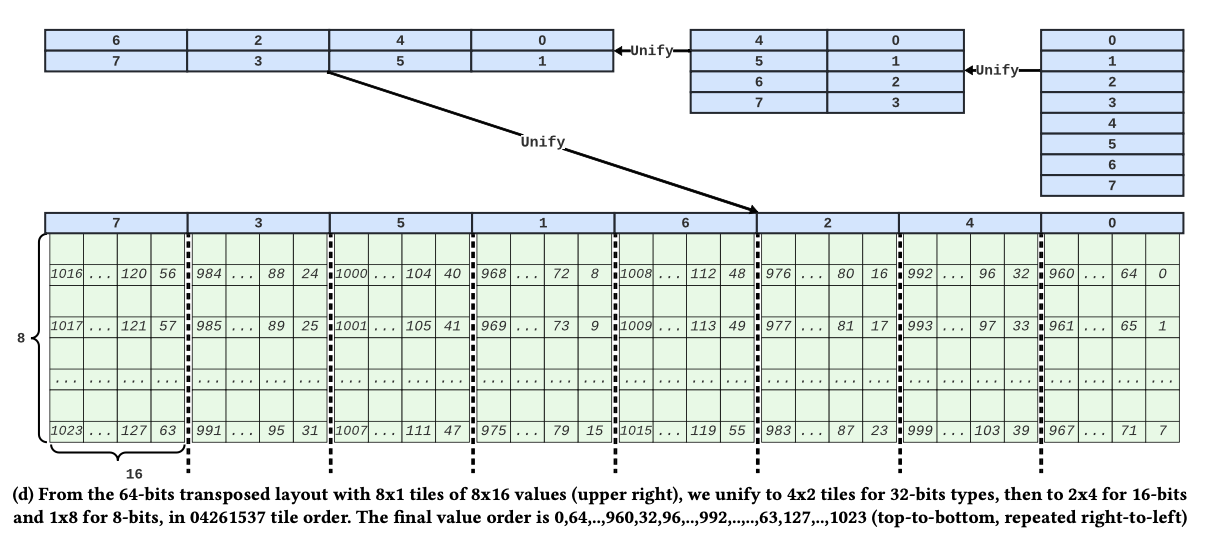 6 2 4 0 4 0 0
7 3 5 1 Unify 5 1 Unify 1
6 2 2
7 3 3
4
5
6
7
Unify
7 3 5 1 6 2 4 0
1016 ... 120 56 984 ... 88 24 1000 ... 104 40 968 ... 72 8 1008 ... 112 48 976 ... 80 16 992 ... 96 32 960 ... 64 0
1017 ... 121 57 985 ... 89 25 1001 ... 105 41 969 ... 73 9 1009 ... 113 49 977 ... 81 17 993 ... 97 33 961 ... 65 1
8
... ... ... ... ... ... ... ... ... ... ... ... ... ... ... ... ... ... ... ... ... ... ... ... ... ... ... ... ... ... ... ...
1023 ... 127 63 991 ... 95 31 1007 ... 111 47 975 ... 79 15 1015 ... 119 55 983 ... 87 23 999 ... 103 39 967 ... 71 7
16
(d) From the 64-bits transposed layout with 8x1 tiles of 8x16 values (upper right), we unify to 4x2 tiles for 32-bits types, then to 2x4 for 16-bits
and 1x8 for 8-bits, in 04261537 tile order. The final value order is 0,64,..,960,32,96,..,992,..,..,63,127,..,1023 (top-to-bottom, repeated right-to-left)